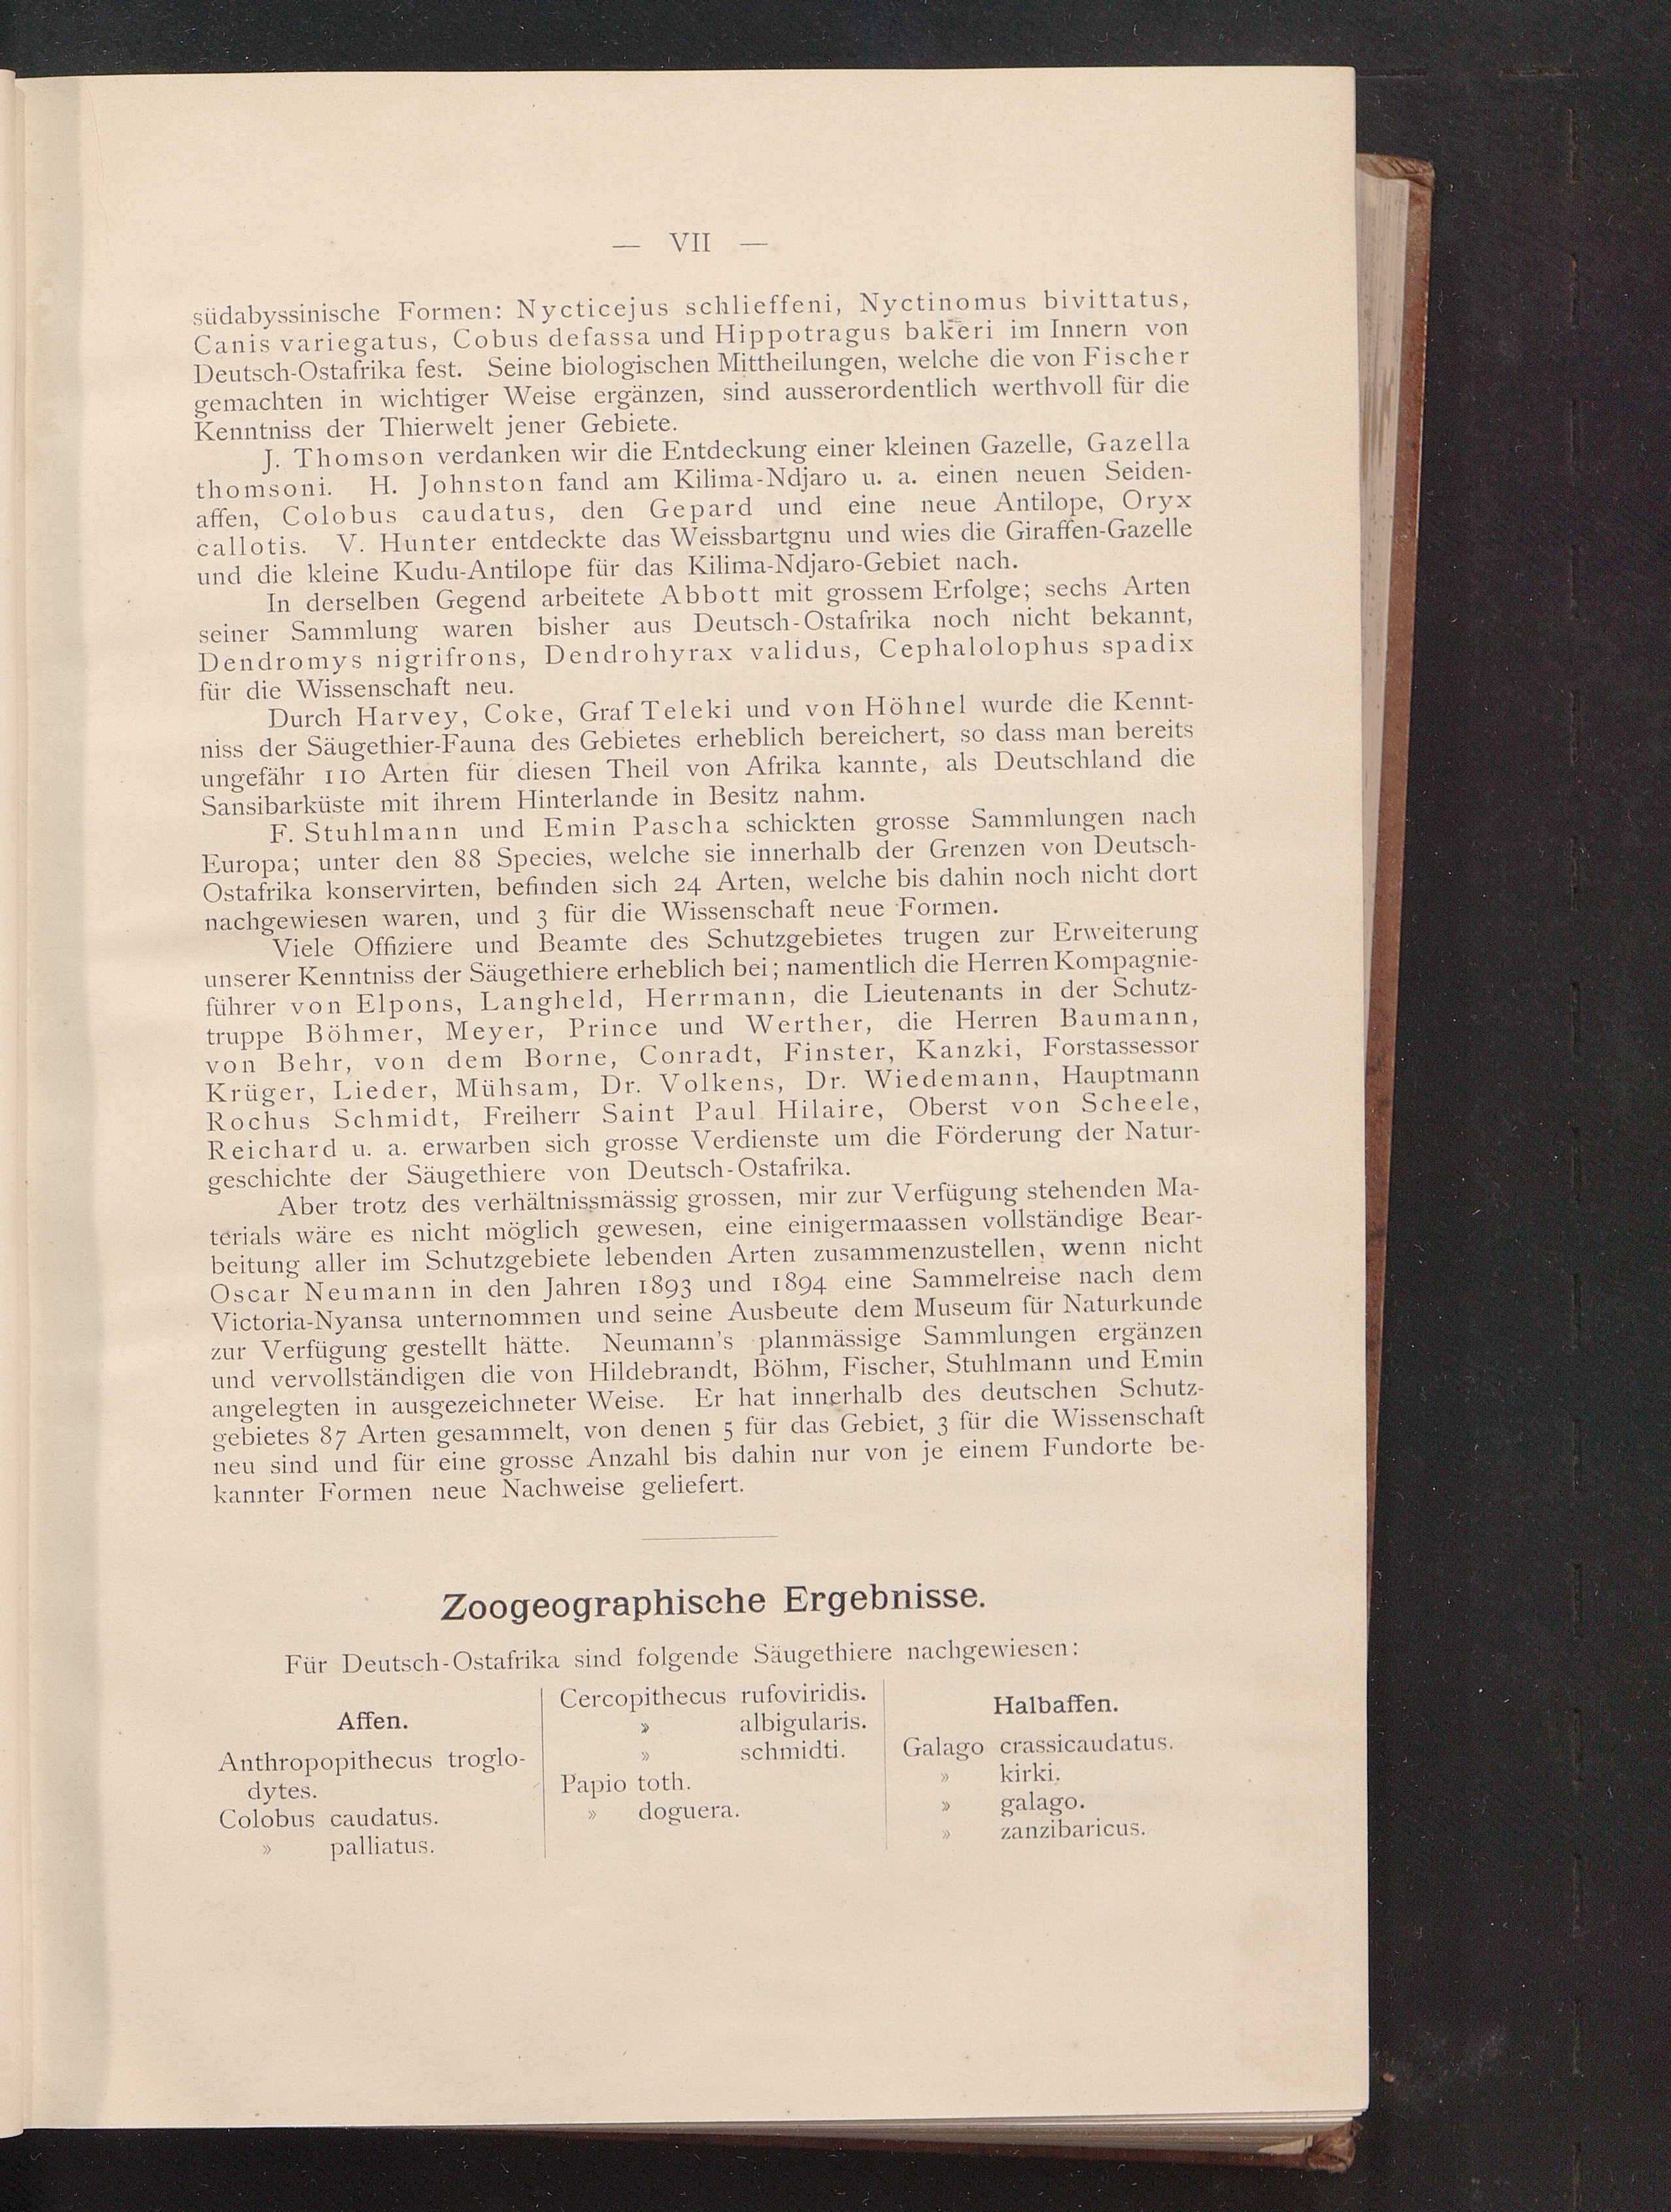 — VII —
südabyssinische Formen: Nycticejus schlieffeni, Nyctinomus bivittatus,
Canis variegatus, Cobus defassa und Hippotragus bakeri im Innern von
Deutsch-Ostafrika fest. Seine biologischen Mittheilungen, welche die von Fischer
gemachten in wichtiger Weise ergänzen, sind ausserordentlich werthvoll für die
Kenntniss der Thierwelt jener Gebiete.
J. Thomson verdanken wir die Entdeckung einer kleinen Gazelle, Gazella
thomsoni. H. Johnston fand am Kilima-Ndjaro u. a. einen neuen Seiden-
affen, Colobus caudatus, den Gepard und eine neue Antilope, Oryx
callotis. V. Hunter entdeckte das Weissbartgnu und wies die Giraffen-Gazelle
und die kleine Kudu-Antilope für das Kilima-Ndjaro-Gebiet nach.
In derselben Gegend arbeitete Abbott mit grossem Erfolge; sechs Arten
seiner Sammlung waren bisher aus Deutsch-Ostafrika noch nicht bekannt,
Dendromys nigrifrons, Dendrohyrax validus, Cephalolophus spadix
für die Wissenschaft neu.
Durch Harvey, Coke, Graf Teleki und von Höhnel wurde die Kennt-
niss der Säugethier-Fauna des Gebietes erheblich bereichert, so dass man bereits
ungefähr 110 Arten für diesen Theil von Afrika kannte, als Deutschland die
Sansibarküste mit ihrem Hinterlande in Besitz nahm.
F. Stuhlmann und Emin Pascha schickten grosse Sammlungen nach
Europa; unter den 88 Species, welche sie innerhalb der Grenzen von Deutsch-
Ostafrika konservirten, befinden sich 24 Arten, welche bis dahin noch nicht dort
nachgewiesen waren, und 3 für die Wissenschaft neue Formen.
Viele Offiziere und Beamte des Schutzgebietes trugen zur Erweiterung
unserer Kenntniss der Säugethiere erheblich bei; namentlich die Herren Kompagnie-
führer von Elpons, Langheld, Herrmann, die Lieutenants in der Schutz-
truppe Böhmer, Meyer, Prince und Werther, die Herren Baumann,
von Behr, von dem Borne, Conradt, Finster, Kanzki, Forstassessor
Krüger, Lieder, Mühsam, Dr. Volkens, Dr. Wiedemann, Hauptmann
Rochus Schmidt, Freiherr Saint Paul Hilaire, Oberst von Scheele,
Reichard u. a. erwarben sich grosse Verdienste um die Förderung der Natur-
geschichte der Säugethiere von Deutsch-Ostafrika.
Aber trotz des verhältnissmässig grossen, mir zur Verfügung stehenden Ma-
terials wäre es nicht möglich gewesen, eine einigermaassen vollständige Bear-
beitung aller im Schutzgebiete lebenden Arten zusammenzustellen, wenn nicht
Oscar Neumann in den Jahren 1893 und 1894 eine Sammelreise nach dem
Victoria-Nyansa unternommen und seine Ausbeute dem Museum für Naturkunde
zur Verfügung gestellt hätte. Neumann's planmässige Sammlungen ergänzen
und vervollständigen die von Hildebrandt, Böhm, Fischer, Stuhlmann und Emin
angelegten in ausgezeichneter Weise. Er hat innerhalb des deutschen Schutz-
gebietes 87 Arten gesammelt, von denen 5 für das Gebiet, 3 für die Wissenschaft
neu sind und für eine grosse Anzahl bis dahin nur von je einem Fundorte be-
kannter Formen neue Nachweise geliefert.
Zoogeographische Ergebnisse.
Für Deutsch-Ostafrika sind folgende Säugethiere nachgewiesen:
Affen.
Anthropopithecus troglo-
dytes.
Colobus caudatus.
» palliatus.
Cercopithecus rufoviridis.
» albigularis.
» schmidti.
Papio toth.
» doguera.
Halbaffen.
Galago crassicaudatus.
» kirki.
» galago.
» zanzibaricus.